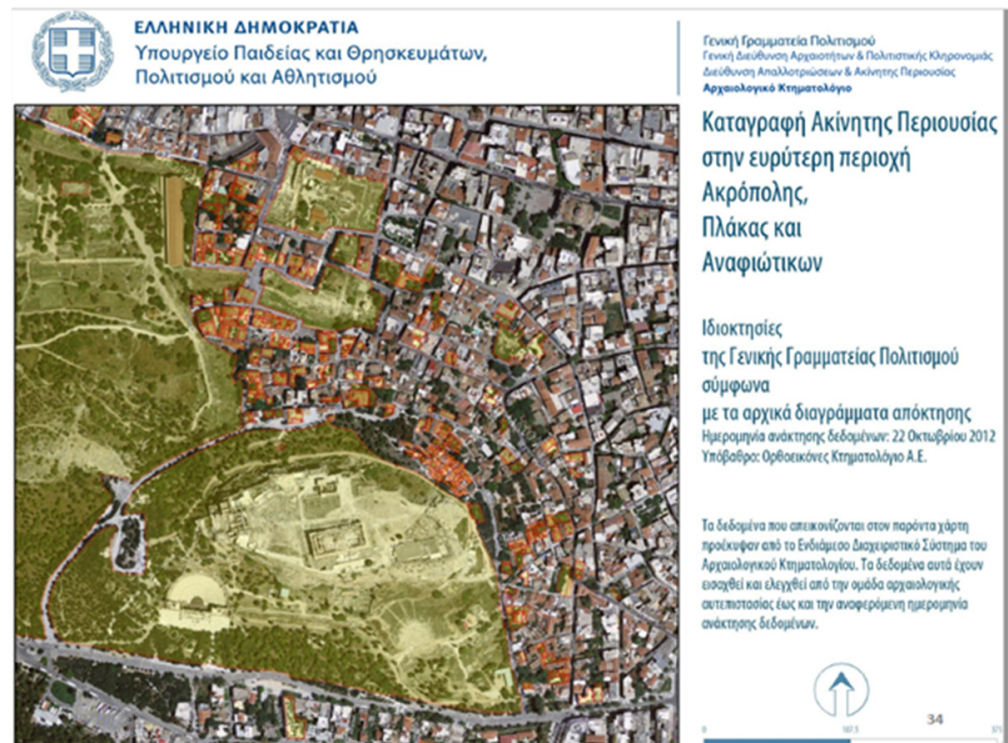 ΕΛΛΗΝΙΚΗ ΔΗΜΟΚΡΑΤΙΑ
Υπουργείο Παιδείας και Θρησκευμάτων,
Πολιτισμού και Αθλητισμού
Γενική Γραμματεία Πολιτισμού
Γενική Διεύθυνση Αρχαιοτήτων & Πολιτιστικής Κληρονομιάς
Διεύθυνση Απαλλοτριώσεων & Ακίνητης Περιουσίας
Αρχαιολογικό Κτηματολόγιο
Καταγραφή Ακίνητης Περιουσίας
στην ευρύτερη περιοχή
Ακρόπολης,
Πλάκας και
Αναφιώτικων
Ιδιοκτησίες
της Γενικής Γραμματείας Πολιτισμού
σύμφωνα
με τα αρχικά διαγράμματα απόκτησης
Ημερομηνία ανάκτησης δεδομένων: 22 Οκτωβρίου 2012
Υπόβαθρο: Ορθοεικόνες Κτηματολόγιο Α.Ε.
Τα δεδομένα που απεικονίζονται στον παρόντα χάρτη
προέκυψαν από το Ενδιάμεσο Διαχειριστικό Σύστημα του
Αρχαιολογικού Κτηματολογίου. Τα δεδομένα αυτά έχουν
εισαχθεί και ελεγχθεί από την ομάδα αρχαιολογικής
αυτεπιστασίας έως και την αναφερόμενη ημερομηνία
ανάκτησης δεδομένων.
34
0 187,5